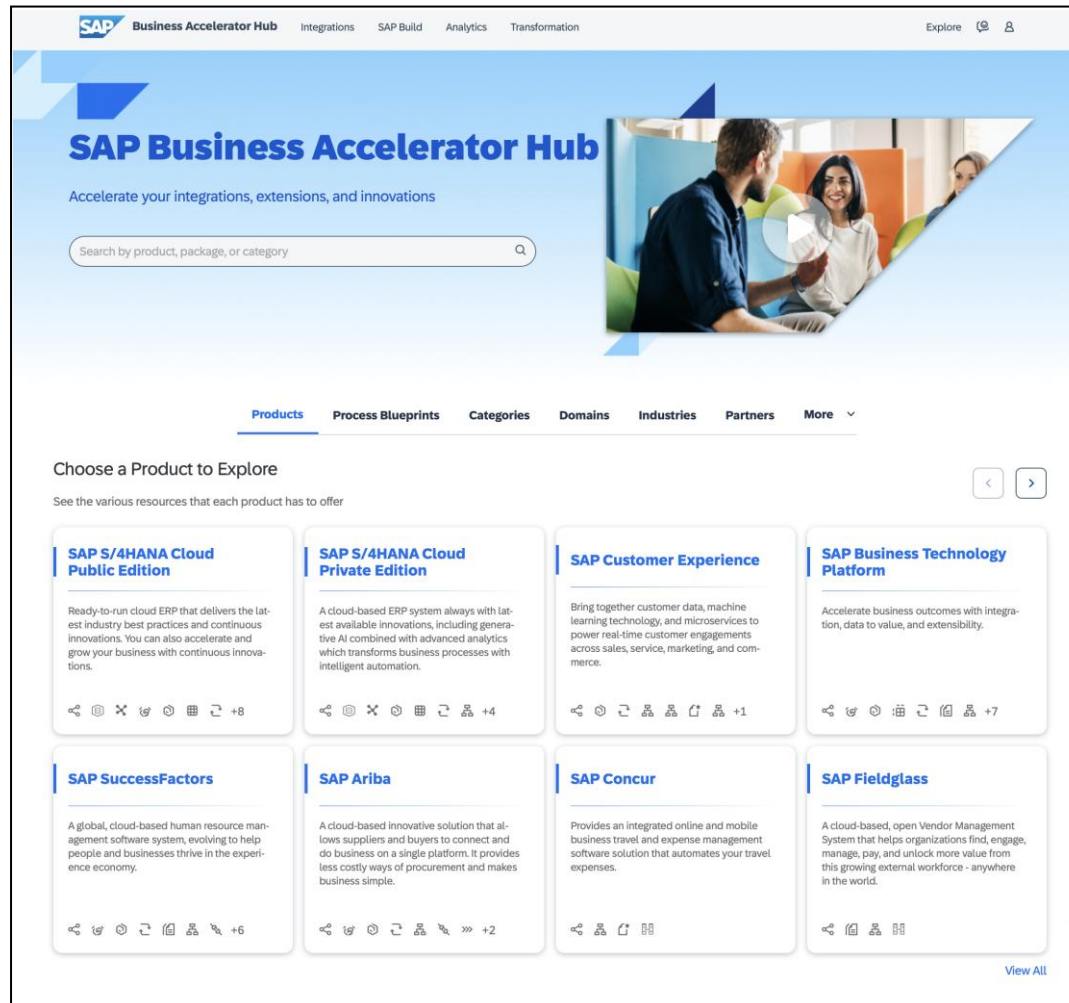 SAP Business Accelerator Hub Integrations SAP Build Analytics Transformation Explore
SAP Business Accelerator Hub
Accelerate your integrations, extensions, and innovations
Search by product, package, or category
Products Process Blueprints Categories Domains Industries Partners More
Choose a Product to Explore
See the various resources that each product has to offer
SAP S/4HANA Cloud
Public Edition
Ready-to-run cloud ERP that delivers the lat-
est industry best practices and continuous
innovations. You can also accelerate and
grow your business with continuous innova-
tions.
+8
SAP S/4HANA Cloud
Private Edition
A cloud-based ERP system always with lat-
est available innovations, including genera-
tive AI combined with advanced analytics
which transforms business processes with
intelligent automation.
+4
SAP Customer Experience
Bring together customer data, machine
learning technology, and microservices to
power real-time customer engagements
across sales, service, marketing, and com-
merce.
+1
SAP Business Technology
Platform
Accelerate business outcomes with integra-
tion, data to value, and extensibility.
+7
SAP SuccessFactors
A global, cloud-based human resource man-
agement software system, evolving to help
people and businesses thrive in the experi-
ence economy.
+6
SAP Ariba
A cloud-based innovative solution that al-
lows suppliers and buyers to connect and
do business on a single platform. It provides
less costly ways of procurement and makes
business simple.
+2
SAP Concur
Provides an integrated online and mobile
business travel and expense management
software solution that automates your travel
expenses.
SAP Fieldglass
A cloud-based, open Vendor Management
System that helps organizations find, engage,
manage, pay, and unlock more value from
this growing external workforce - anywhere
in the world.
View All